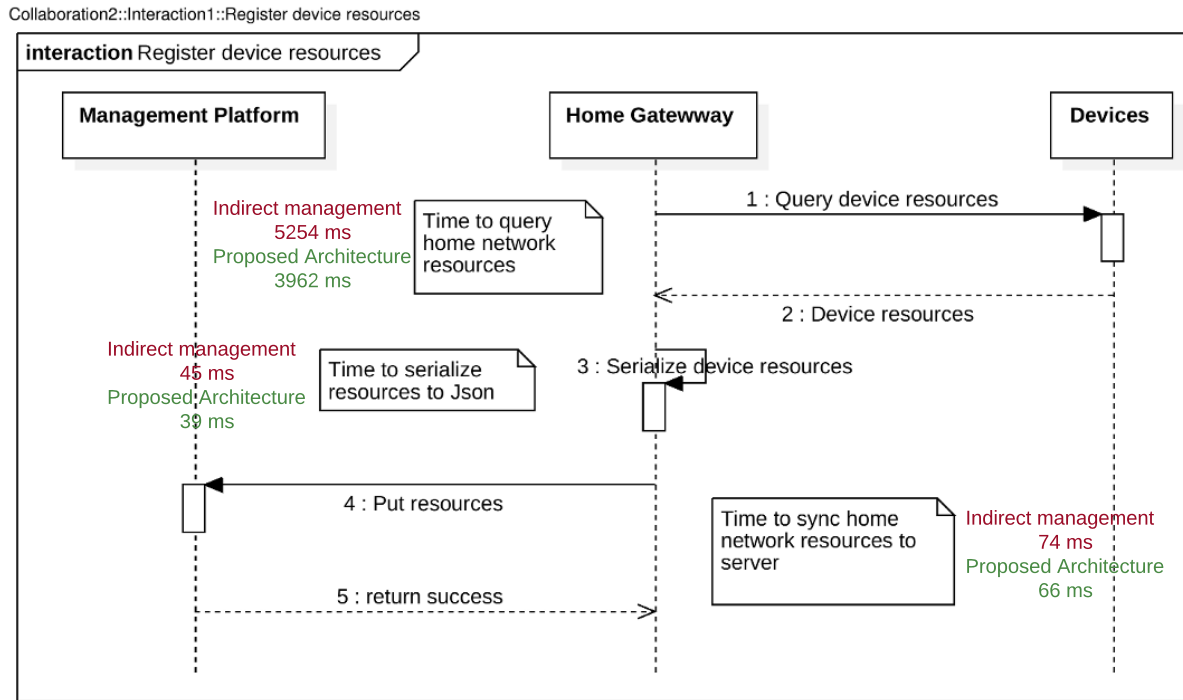 Collaboration2::Interaction1::Register device resources
interaction Register device resources
Management Platform
Home Gatewway
Devices
Indirect management
5254 ms
Proposed Architecture
3962 ms
Time to query
home network
resources
1 : Query device resources
2 : Device resources
Indirect management
45 ms
Proposed Architecture
39 ms
Time to serialize
resources to Json
3 : Serialize device resources
4 : Put resources
Time to sync home
network resources to
server
Indirect management
74 ms
Proposed Architecture
66 ms
5 : return success